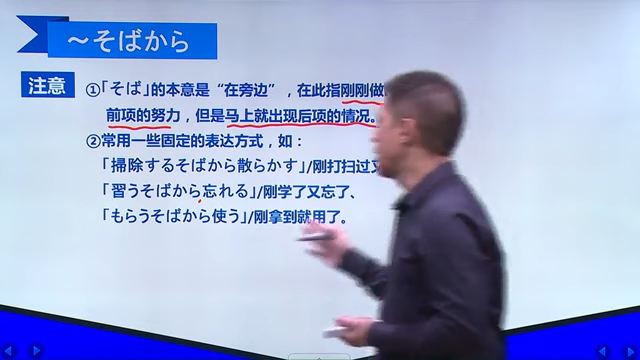 ～そばから
注意
①「そば」的本意是“在旁边”，在此指刚刚做
前项的努力，但是马上就出现后项的情况。
②常用一些固定的表达方式，如：
「掃除するそばから散らかす」/刚打扫过又
「習うそばから忘れる」/刚学了又忘了、
「もらうそばから使う」/刚拿到就用了。